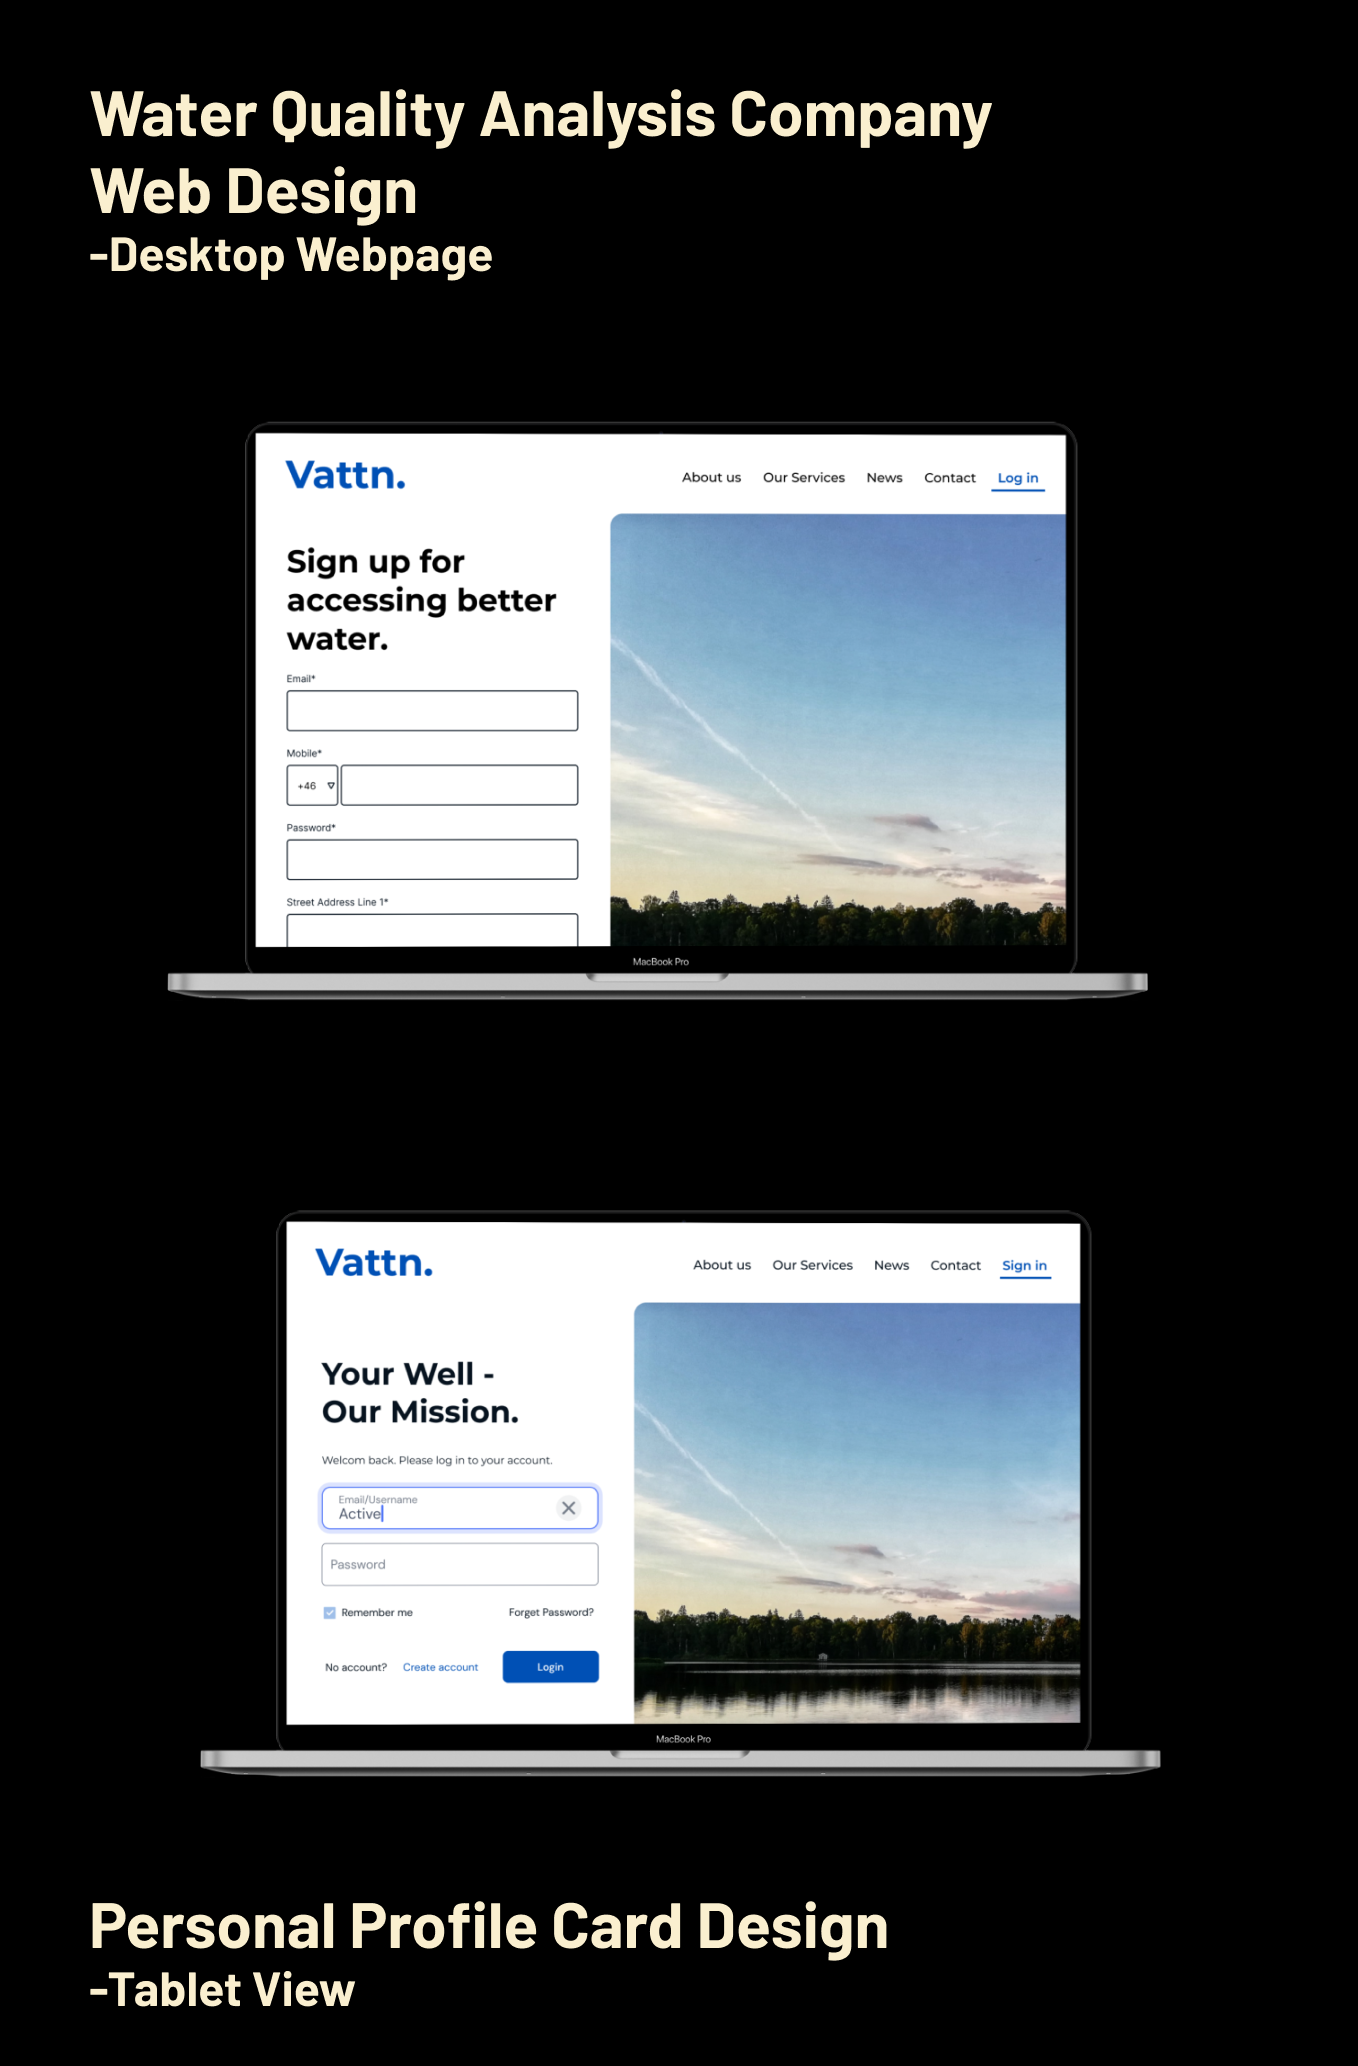 Water Quality Analysis Company
Web Design
-Desktop Webpage
Vattn.
About us Our Services News Contact Log in
Sign up for
accessing better
water.
Email*
Mobile*
+46
Password*
Street Address Line 1*
MacBook Pro
Vattn.
About us Our Services News Contact Sign in
Your Well -
Our Mission.
Welcom back. Please log in to your account.
Email/Username
Active
Password
Remember me Forget Password?
No account? Create account Login
MacBook Pro
Personal Profile Card Design
-Tablet View